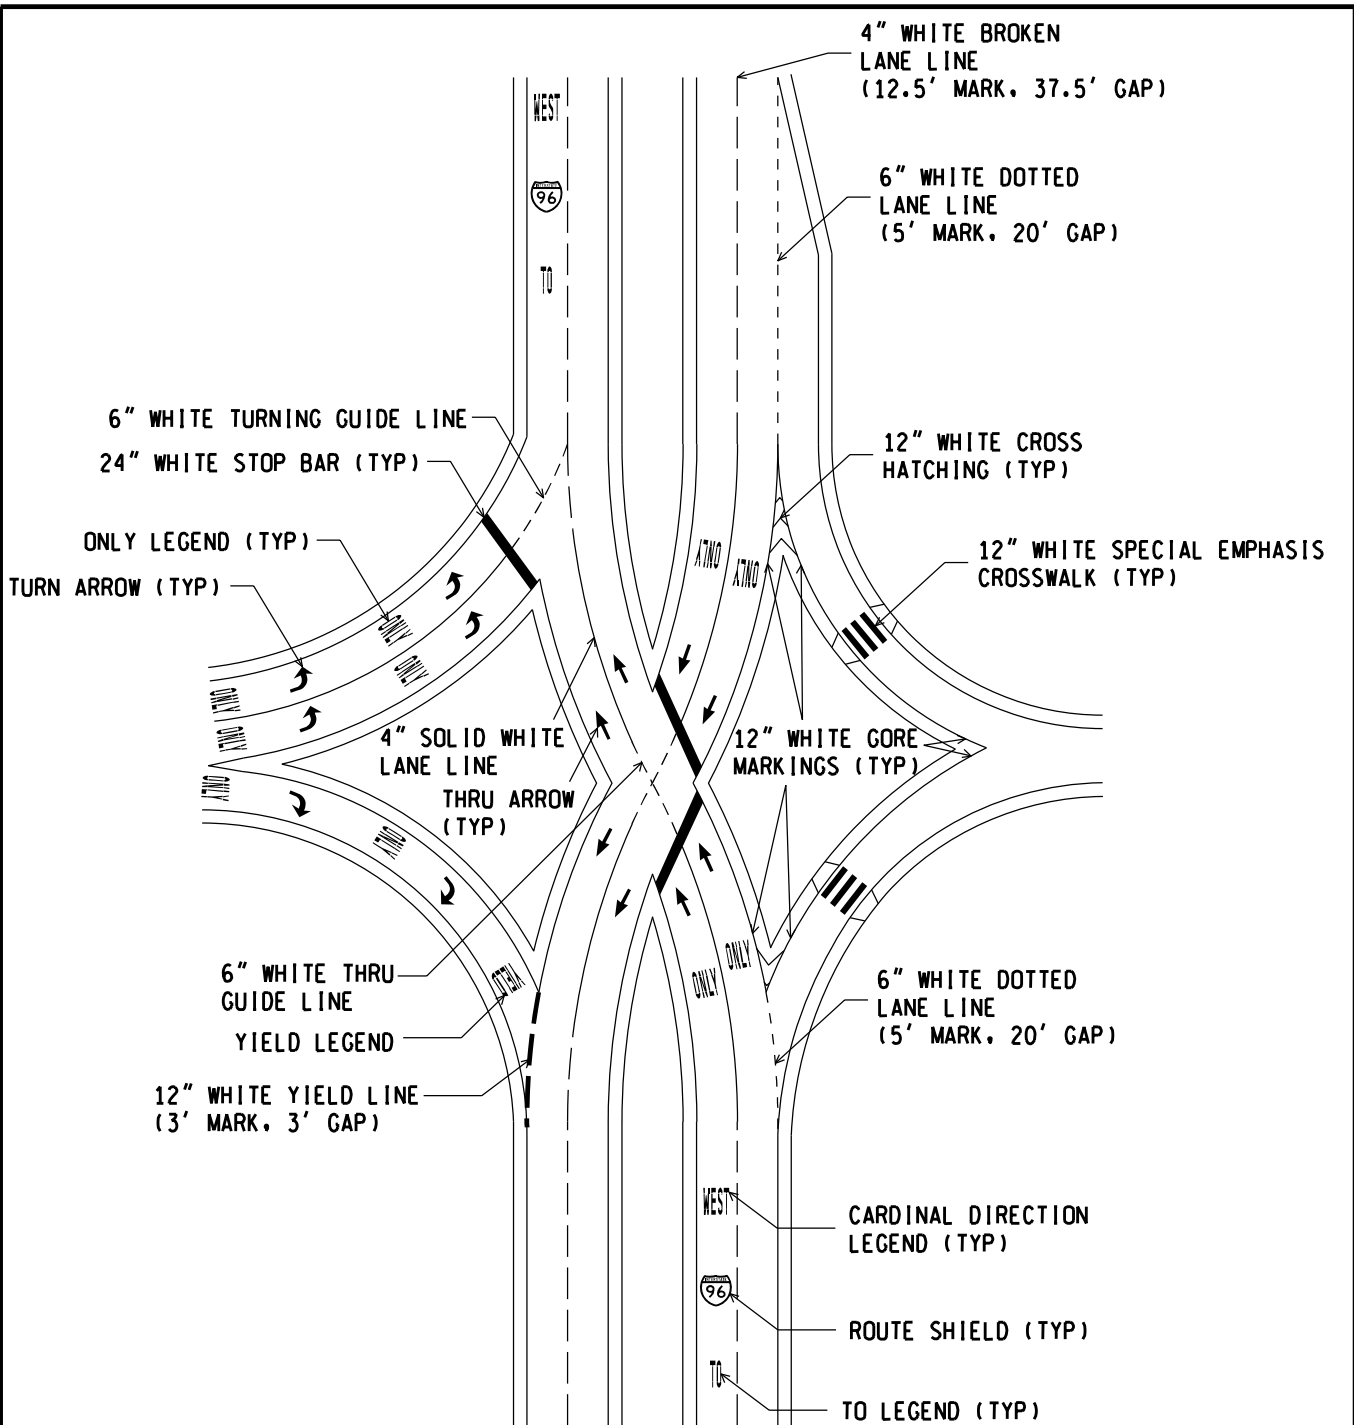 4" WHITE BROKEN
LANE LINE
(12.5' MARK, 37.5' GAP)
WEST
INTERSTATE
96
TO
6" WHITE DOTTED
LANE LINE
(5' MARK, 20' GAP)
6" WHITE TURNING GUIDE LINE
24" WHITE STOP BAR (TYP)
12" WHITE CROSS
HATCHING (TYP)
ONLY LEGEND (TYP)
TURN ARROW (TYP)
ONLY
ONLY
12" WHITE SPECIAL EMPHASIS
CROSSWALK (TYP)
ONLY
ONLY
ONLY
ONLY
4" SOLID WHITE
LANE LINE
12" WHITE GORE
MARKINGS (TYP)
THRU ARROW
(TYP)
ONLY
ONLY
ONLY
ONLY
6" WHITE THRU
GUIDE LINE
YIELD
YIELD LEGEND
6" WHITE DOTTED
LANE LINE
(5' MARK, 20' GAP)
12" WHITE YIELD LINE
(3' MARK, 3' GAP)
WEST
CARDINAL DIRECTION
LEGEND (TYP)
INTERSTATE
96
ROUTE SHIELD (TYP)
TO
TO LEGEND (TYP)